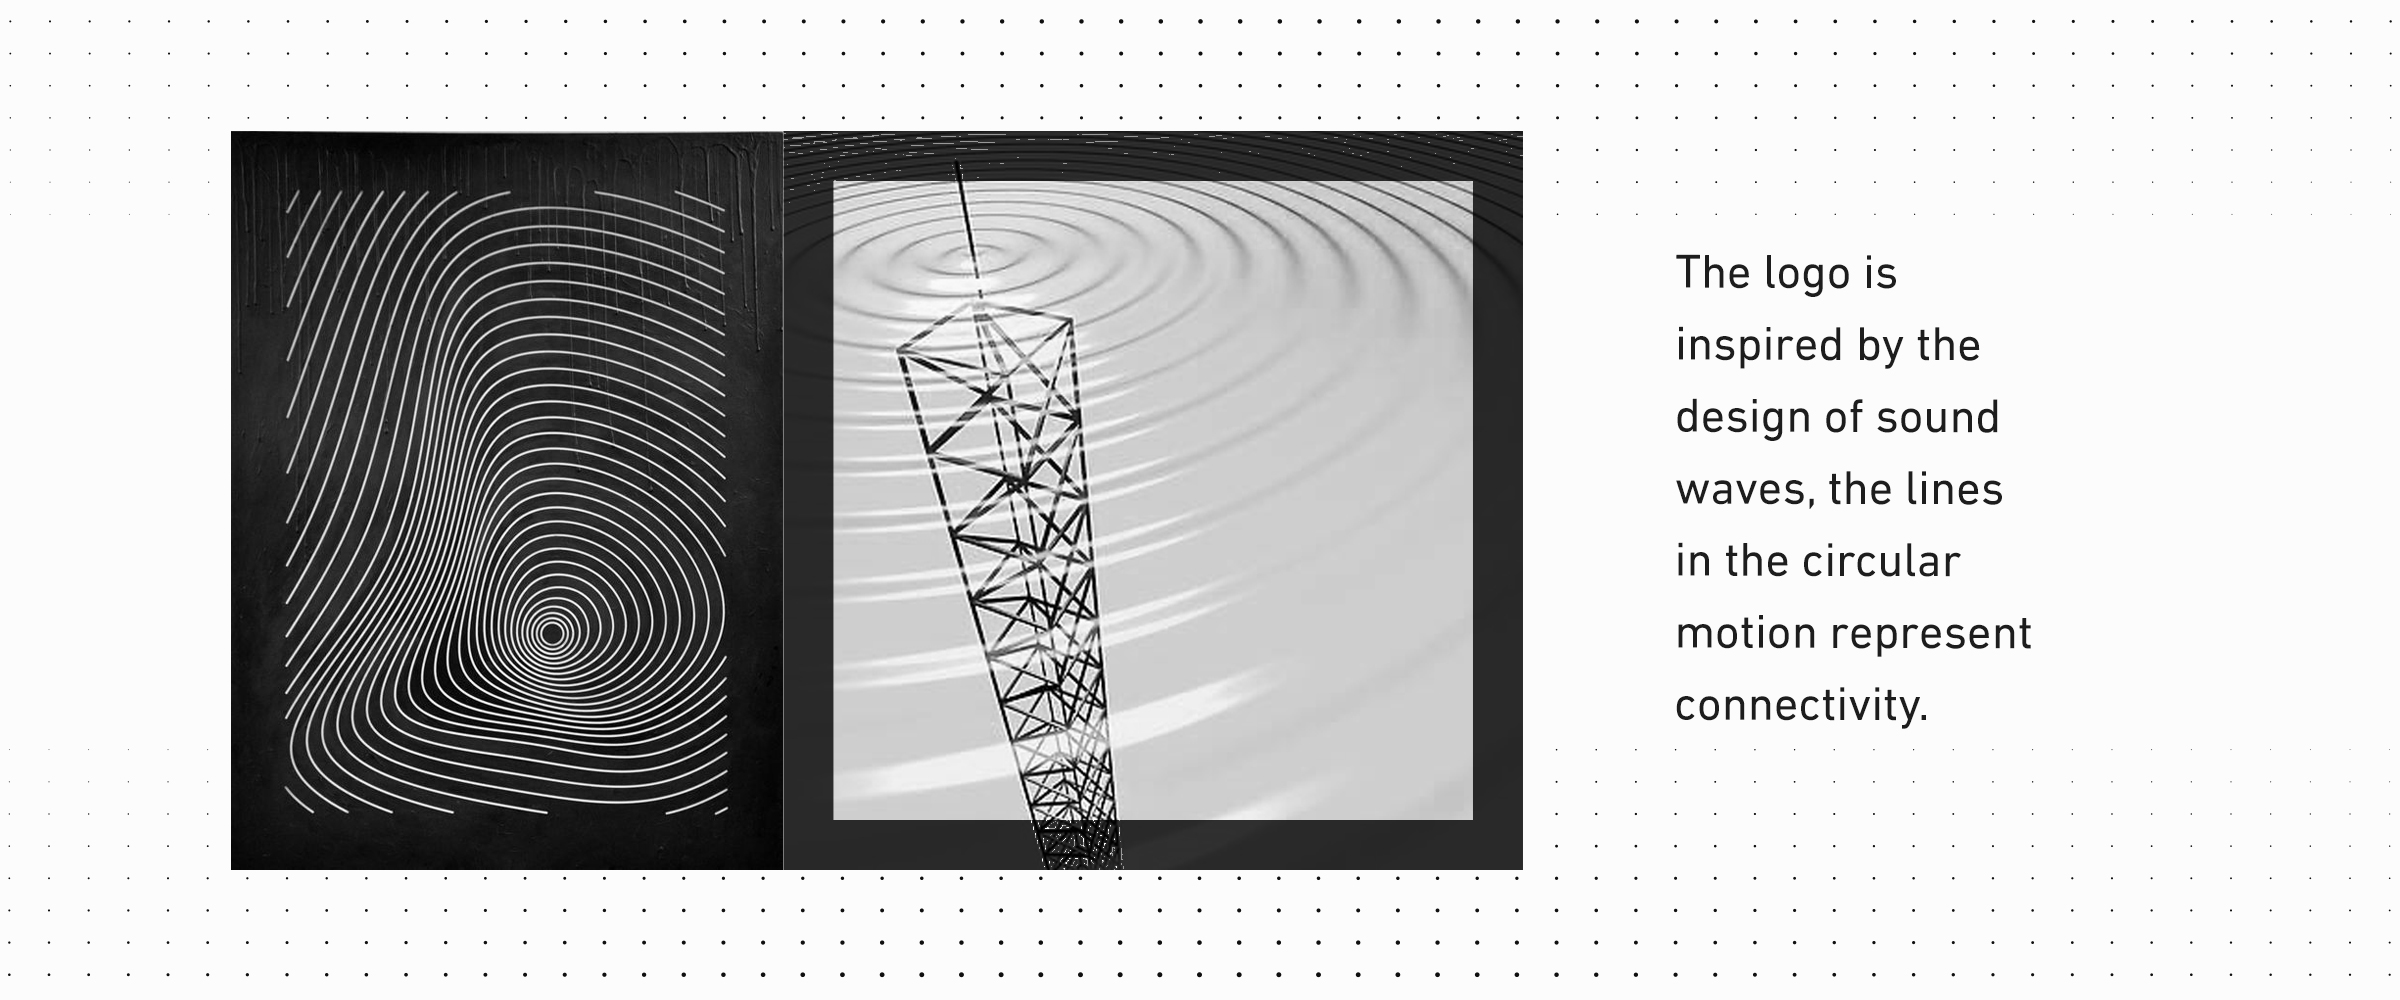 The logo is
inspired by the
design of sound
waves, the lines
in the circular
motion represent
connectivity.